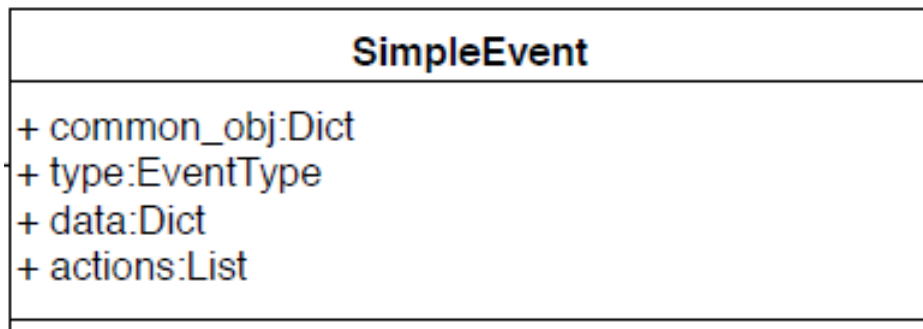 SimpleEvent
+ common_obj:Dict
+ type:EventType
+ data:Dict
+ actions:List